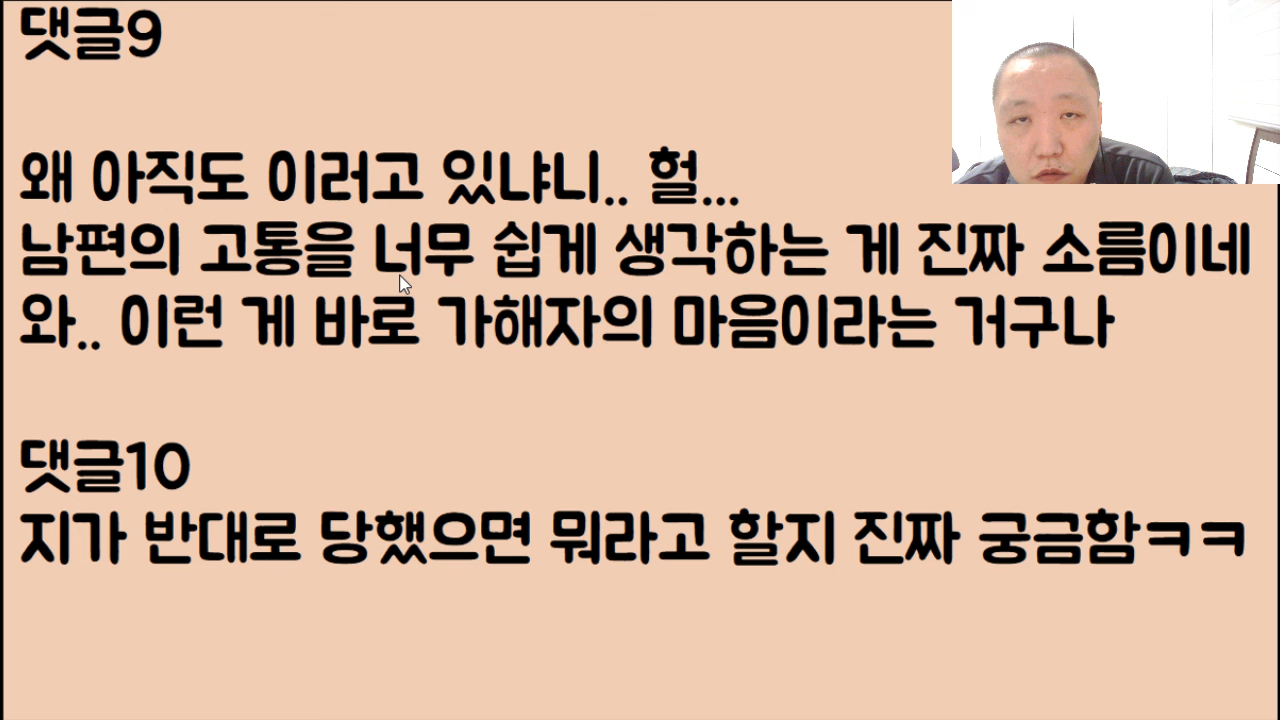 댓글9
왜 아직도 이러고 있냐니.. 헐...
남편의 고통을 너무 쉽게 생각하는 게 진짜 소름이네
와.. 이런 게 바로 가해자의 마음이라는 거구나
댓글10
지가 반대로 당했으면 뭐라고 할지 진짜 궁금함ㅋㅋ